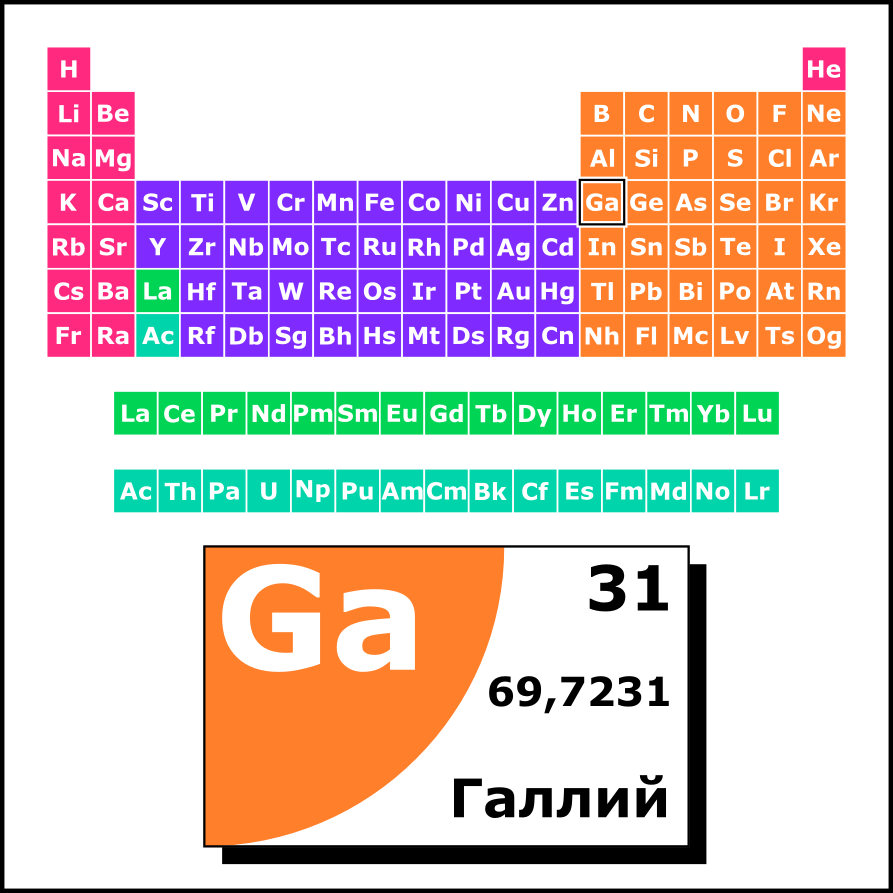 H He
Li Be B C N O F Ne
Na Mg Al Si P S Cl Ar
K Ca Sc Ti V Cr Mn Fe Co Ni Cu Zn Ga Ge As Se Br Kr
Rb Sr Y Zr Nb Mo Tc Ru Rh Pd Ag Cd In Sn Sb Te I Xe
Cs Ba La Hf Ta W Re Os Ir Pt Au Hg Tl Pb Bi Po At Rn
Fr Ra Ac Rf Db Sg Bh Hs Mt Ds Rg Cn Nh Fl Mc Lv Ts Og
La Ce Pr Nd Pm Sm Eu Gd Tb Dy Ho Er Tm Yb Lu
Ac Th Pa U Np Pu Am Cm Bk Cf Es Fm Md No Lr
Ga
31
69,7231
Галлий